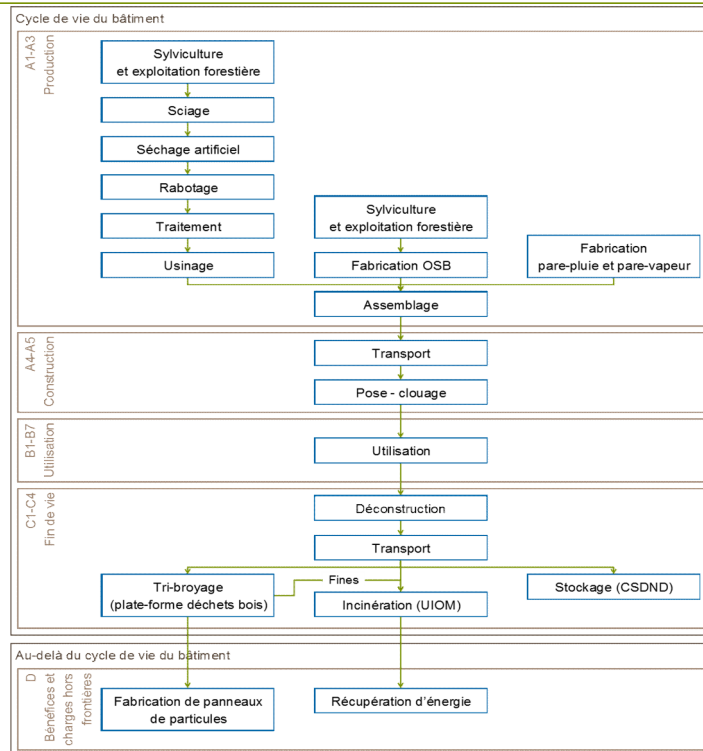 Cycle de vie du bâtiment
A1-A3
Production
Sylviculture
et exploitation forestière
Sciage
Séchage artificiel
Rabotage
Traitement
Usinage
Sylviculture
et exploitation forestière
Fabrication OSB
Fabrication
pare-pluie et pare-vapeur
Assemblage
A4-A5
Construction
Transport
Pose - clouage
B1-B7
Utilisation
Utilisation
C1-C4
Fin de vie
Déconstruction
Transport
Tri-broyage
(plate-forme déchets bois)
Fines
Incinération (UIOM)
Stockage (CSDND)
Au-delà du cycle de vie du bâtiment
D
Bénéfices et
charges hors
frontières
Fabrication de panneaux
de particules
Récupération d'énergie